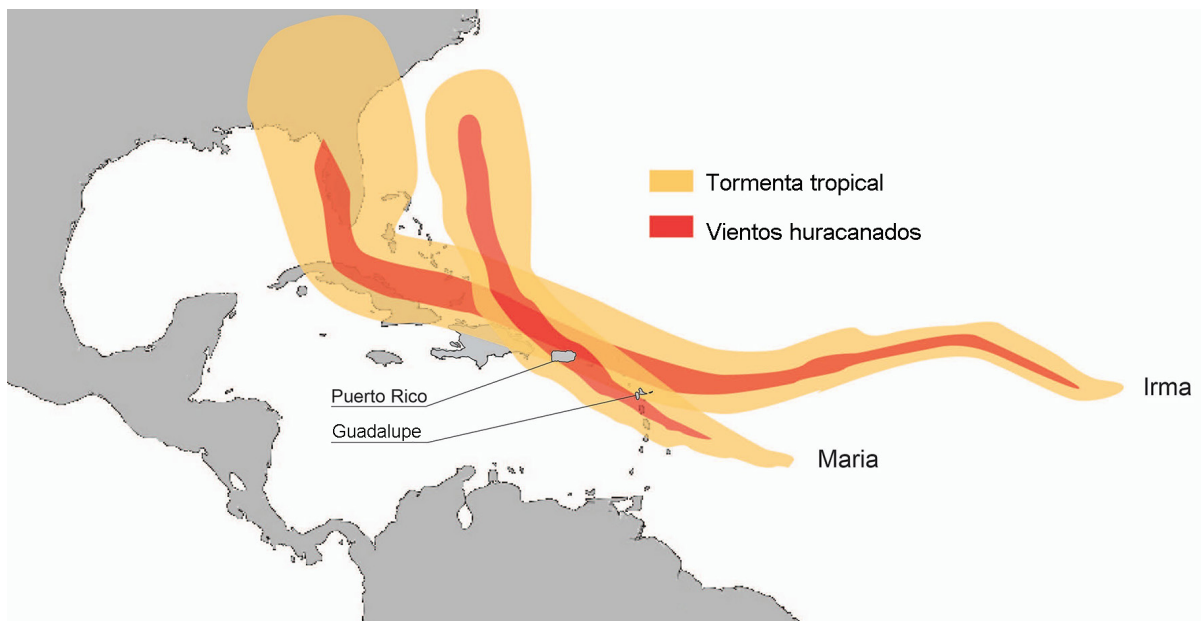 Tormenta tropical
Vientos huracanados
Puerto Rico
Guadalupe
Irma
Maria